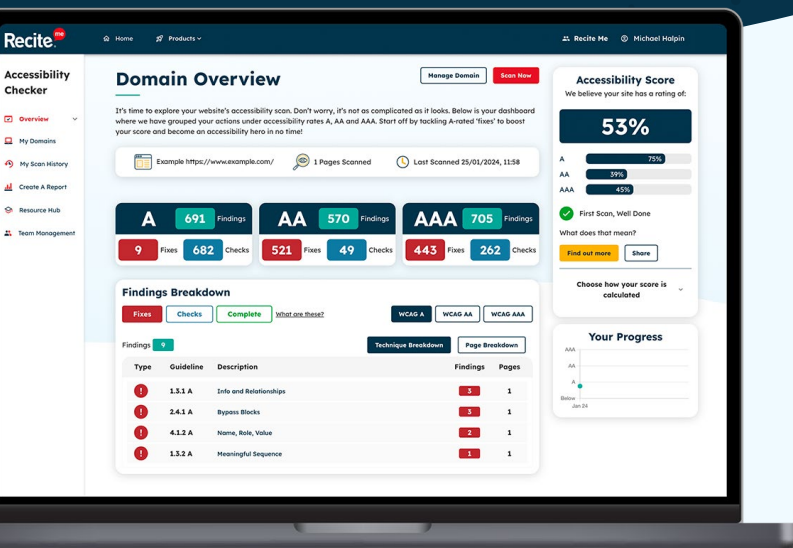 Recite me
Home
Products
Recite Me
Michael Halpin
Accessibility
Checker
Overview
My Domains
My Scan History
Create A Report
Resource Hub
Team Management
Domain Overview
Manage Domain
Scan Now
It's time to explore your website's accessibility scan. Don't worry, it's not as complicated as it looks. Below is your dashboard
where we have grouped your actions under accessibility rates A, AA and AAA. Start off by tackling A-rated 'fixes' to boost
your score and become an accessibility hero in no time!
Example https://www.example.com/
1 Pages Scanned
Last Scanned 25/01/2024, 11:58
A 691 Findings
9 Fixes 682 Checks
AA 570 Findings
521 Fixes 49 Checks
AAA 705 Findings
443 Fixes 262 Checks
Findings Breakdown
Fixes Checks Complete What are these?
WCAG A WCAG AA WCAG AAA
Findings 9
Technique Breakdown Page Breakdown
Type Guideline Description Findings Pages
! 1.3.1 A Info and Relationships 3 1
! 2.4.1 A Bypass Blocks 3 1
! 4.1.2 A Name, Role, Value 2 1
! 1.3.2 A Meaningful Sequence 1 1
Accessibility Score
We believe your site has a rating of:
53%
A 75%
AA 39%
AAA 45%
First Scan, Well Done
What does that mean?
Find out more Share
Choose how your score is
calculated
Your Progress
AAA
AA
A
Below
Jan 24